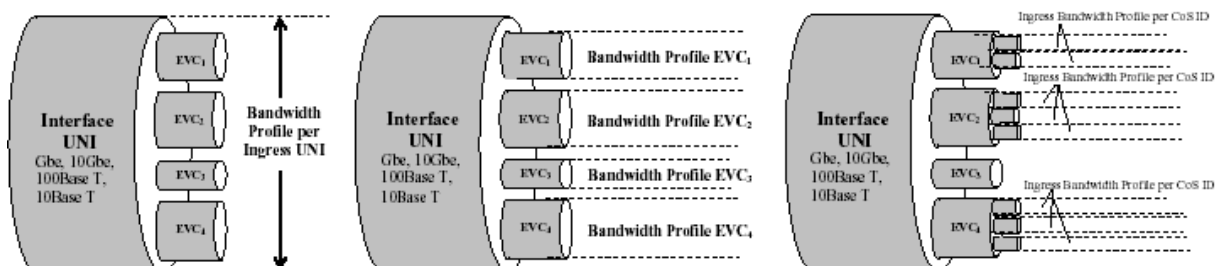 EVC1
EVC2
EVC3
EVC4
Interface
UNI
Gbe, 10Gbe,
100Base T,
10Base T
Bandwidth
Profile per
Ingress UNI
EVC1
EVC2
EVC3
EVC4
Interface
UNI
Gbe, 10Gbe,
100Base T,
10Base T
Bandwidth Profile EVC1
Bandwidth Profile EVC2
Bandwidth Profile EVC3
Bandwidth Profile EVC4
EVC1
EVC2
EVC3
EVC4
Interface
UNI
Gbe, 10Gbe,
100Base T,
10Base T
Ingress Bandwidth Profile per CoS ID
Ingress Bandwidth Profile per CoS ID
Ingress Bandwidth Profile per CoS ID